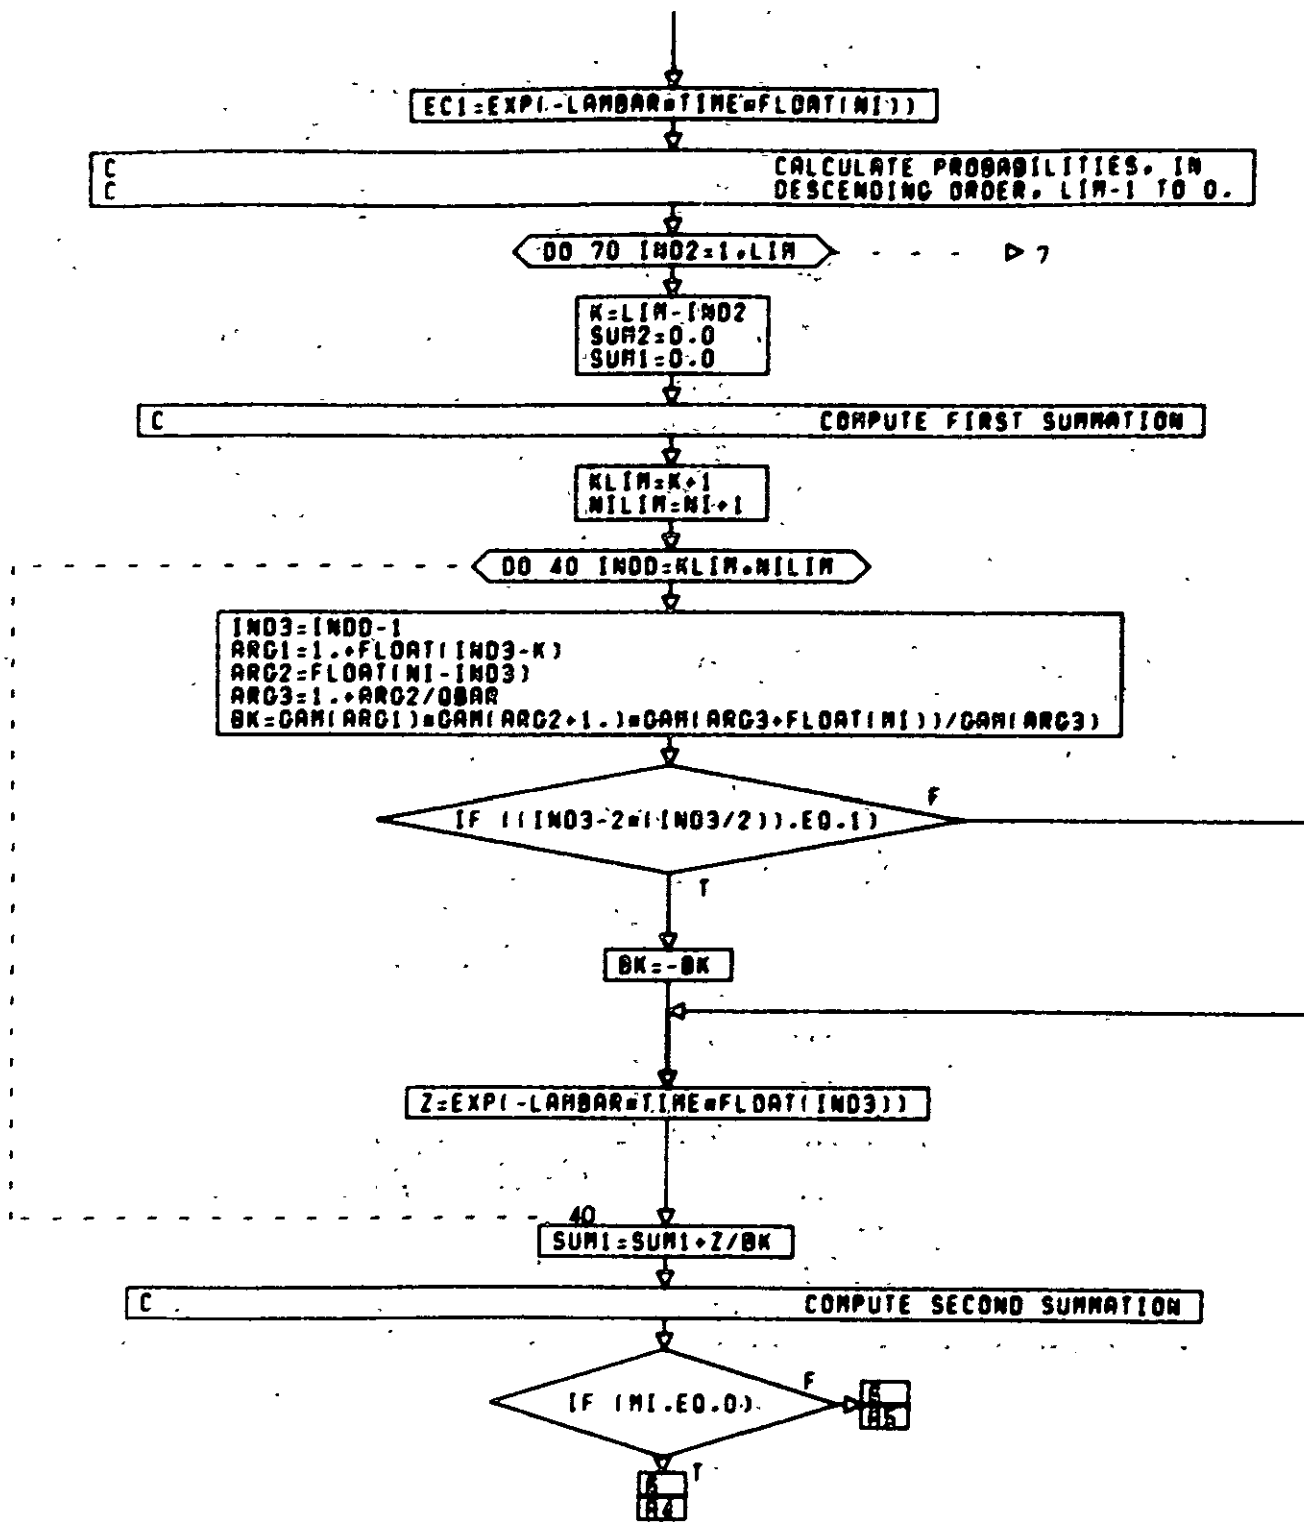 EC1=EXP(-LAMBAR*TIME*FLOAT(NI))
C CALCULATE PROBABILITIES, IN
C DESCENDING ORDER, LIM-1 TO 0.
DO 70 IND2=1,LIM
7
K=LIM-IND2
SUM2=0.0
SUM1=0.0
C COMPUTE FIRST SUMMATION
KLIM=K+1
NILIM=NI+1
DO 40 INDD=KLIM,NILIM
IND3=INDD-1
ARG1=1.+FLOAT(IND3-K)
ARG2=FLOAT(NI-IND3)
ARG3=1.+ARG2/QBAR
BK=GAM(ARG1)*GAM(ARG2+1.)*GAM(ARG3+FLOAT(MI))/GAM(ARG3)
F
IF ((IND3-2*(IND3/2)).EQ.1)
T
BK=-BK
Z=EXP(-LAMBAR*TIME*FLOAT(IND3))
40
SUM1=SUM1+Z/BK
C COMPUTE SECOND SUMMATION
F
IF (MI.EQ.0)
A5
T
A4